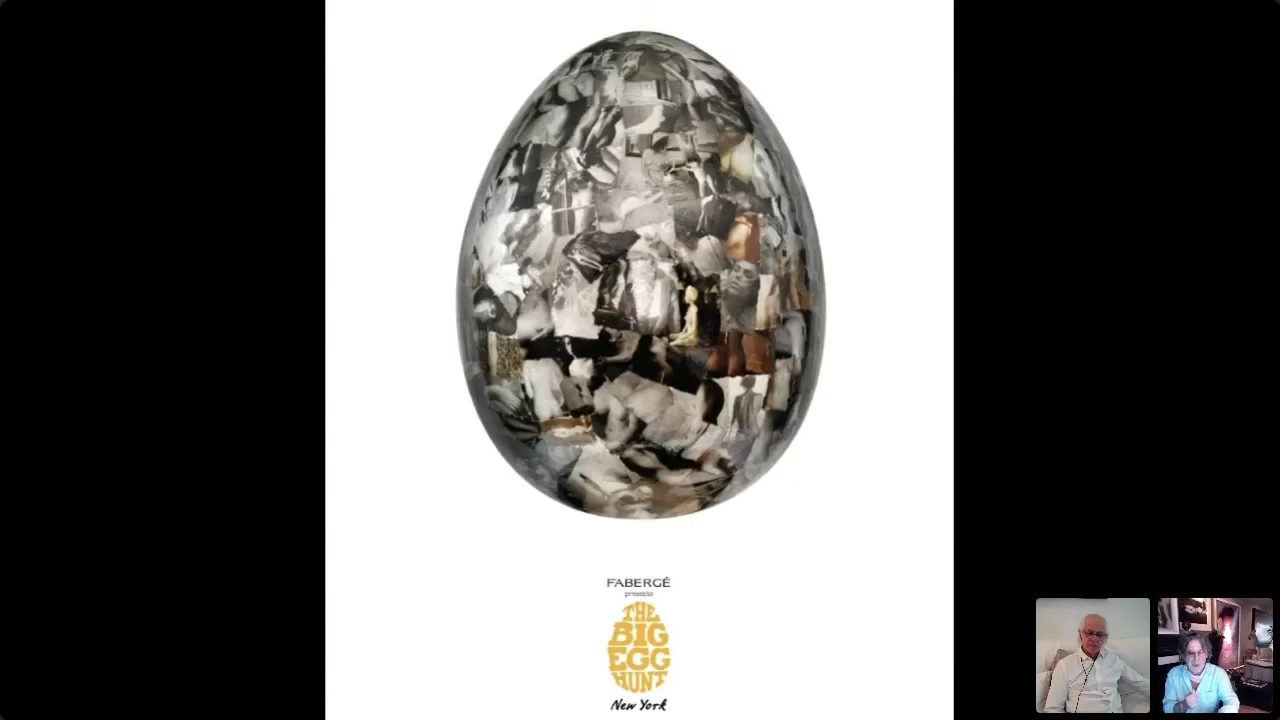 FABERGÉ
presents
THE
BIG
EGG
HUNT
New York